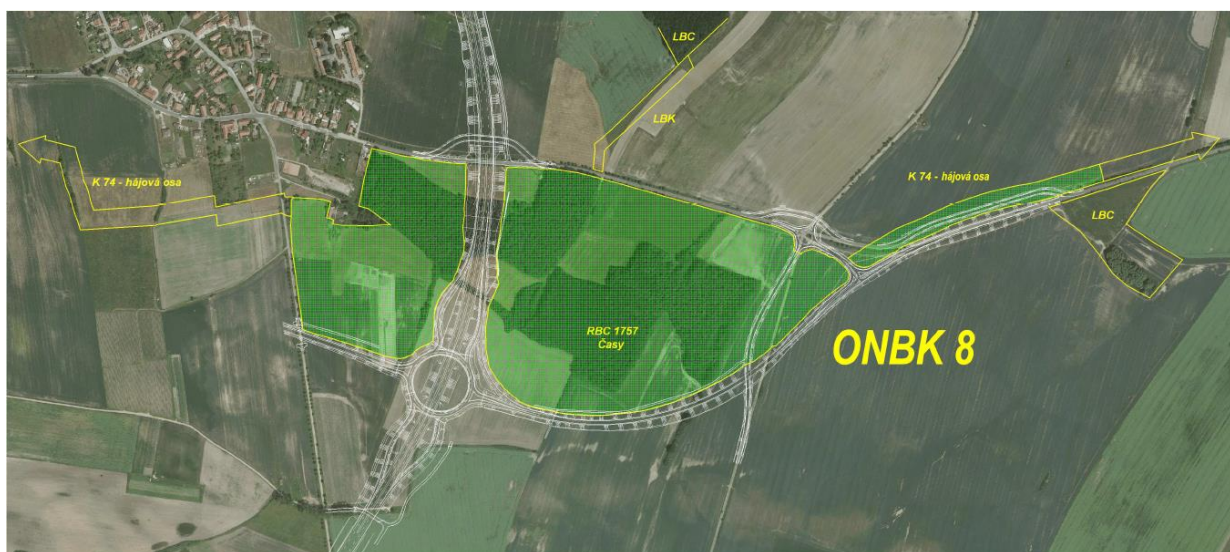 LBC
LBK
K 74 - hájová osa
K 74 - hájová osa
LBC
RBC 1757
Časy
ONBK 8